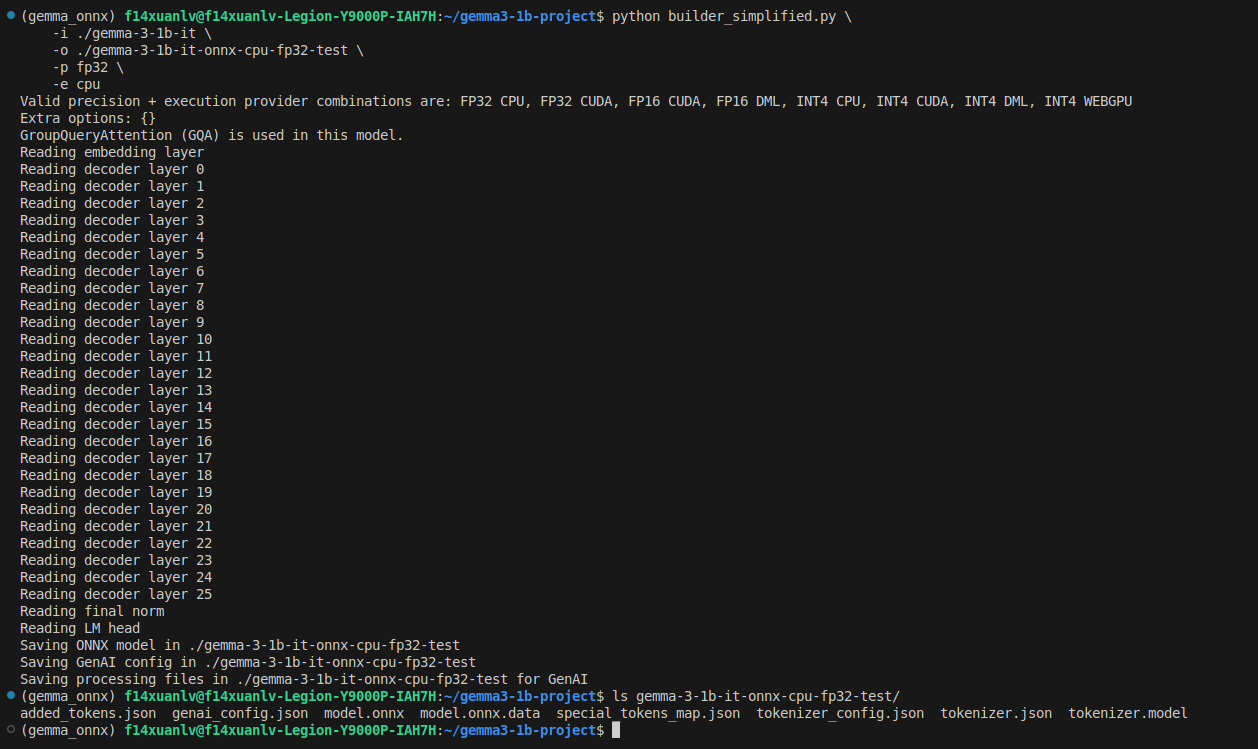 (gemma_onnx) f14xuanlv@f14xuanlv-Legion-Y9000P-IAH7H:~/gemma3-1b-project$ python builder_simplified.py \
    -i ./gemma-3-1b-it \
    -o ./gemma-3-1b-it-onnx-cpu-fp32-test \
    -p fp32 \
    -e cpu
Valid precision + execution provider combinations are: FP32 CPU, FP32 CUDA, FP16 CUDA, FP16 DML, INT4 CPU, INT4 CUDA, INT4 DML, INT4 WEBGPU
Extra options: {}
GroupQueryAttention (GQA) is used in this model.
Reading embedding layer
Reading decoder layer 0
Reading decoder layer 1
Reading decoder layer 2
Reading decoder layer 3
Reading decoder layer 4
Reading decoder layer 5
Reading decoder layer 6
Reading decoder layer 7
Reading decoder layer 8
Reading decoder layer 9
Reading decoder layer 10
Reading decoder layer 11
Reading decoder layer 12
Reading decoder layer 13
Reading decoder layer 14
Reading decoder layer 15
Reading decoder layer 16
Reading decoder layer 17
Reading decoder layer 18
Reading decoder layer 19
Reading decoder layer 20
Reading decoder layer 21
Reading decoder layer 22
Reading decoder layer 23
Reading decoder layer 24
Reading decoder layer 25
Reading final norm
Reading LM head
Saving ONNX model in ./gemma-3-1b-it-onnx-cpu-fp32-test
Saving GenAI config in ./gemma-3-1b-it-onnx-cpu-fp32-test
Saving processing files in ./gemma-3-1b-it-onnx-cpu-fp32-test for GenAI
(gemma_onnx) f14xuanlv@f14xuanlv-Legion-Y9000P-IAH7H:~/gemma3-1b-project$ ls gemma-3-1b-it-onnx-cpu-fp32-test/
added_tokens.json  genai_config.json  model.onnx  model.onnx.data  special_tokens_map.json  tokenizer_config.json  tokenizer.json  tokenizer.model
(gemma_onnx) f14xuanlv@f14xuanlv-Legion-Y9000P-IAH7H:~/gemma3-1b-project$